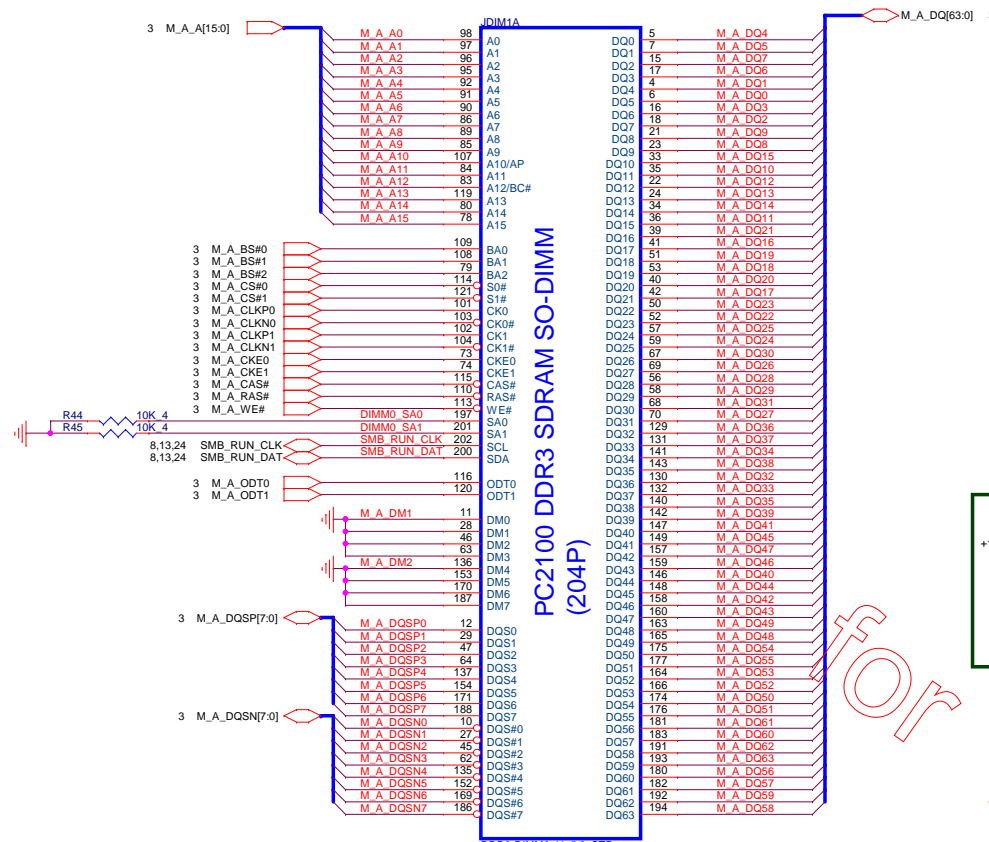 JDIM1A
3 M_A_A[15:0]
M_A_DQ[63:0]
M_A_A0 98 A0
M_A_A1 97 A1
M_A_A2 96 A2
M_A_A3 95 A3
M_A_A4 92 A4
M_A_A5 91 A5
M_A_A6 90 A6
M_A_A7 86 A7
M_A_A8 89 A8
M_A_A9 85 A9
M_A_A10 107 A10/AP
M_A_A11 84 A11
M_A_A12 83 A12/BC#
M_A_A13 119 A13
M_A_A14 80 A14
M_A_A15 78 A15
3 M_A_BS#0 109 BA0
3 M_A_BS#1 108 BA1
3 M_A_BS#2 79 BA2
3 M_A_CS#0 114 S0#
3 M_A_CS#1 121 S1#
3 M_A_CLKP0 101 CK0
3 M_A_CLKN0 103 CK0#
3 M_A_CLKP1 102 CK1
3 M_A_CLKN1 104 CK1#
3 M_A_CKE0 73 CKE0
3 M_A_CKE1 74 CKE1
3 M_A_CAS# 115 CAS#
3 M_A_RAS# 110 RAS#
3 M_A_WE# 113 WE#
R44 10K_4 DIMM0_SA0 197 SA0
R45 10K_4 DIMM0_SA1 201 SA1
8,13,24 SMB_RUN_CLK SMB_RUN_CLK 202 SCL
8,13,24 SMB_RUN_DAT SMB_RUN_DAT 200 SDA
3 M_A_ODT0 116 ODT0
3 M_A_ODT1 120 ODT1
M_A_DM1 11 DM0
28 DM1
46 DM2
63 DM3
M_A_DM2 136 DM4
153 DM5
170 DM6
187 DM7
3 M_A_DQSP[7:0]
M_A_DQSP0 12 DQS0
M_A_DQSP1 29 DQS1
M_A_DQSP2 47 DQS2
M_A_DQSP3 64 DQS3
M_A_DQSP4 137 DQS4
M_A_DQSP5 154 DQS5
M_A_DQSP6 171 DQS6
M_A_DQSP7 188 DQS7
3 M_A_DQSN[7:0]
M_A_DQSN0 10 DQS#0
M_A_DQSN1 27 DQS#1
M_A_DQSN2 45 DQS#2
M_A_DQSN3 62 DQS#3
M_A_DQSN4 135 DQS#4
M_A_DQSN5 152 DQS#5
M_A_DQSN6 169 DQS#6
M_A_DQSN7 186 DQS#7
PC2100 DDR3 SDRAM SO-DIMM
(204P)
DQ0 5 M_A_DQ4
DQ1 7 M_A_DQ5
DQ2 15 M_A_DQ7
DQ3 17 M_A_DQ6
DQ4 4 M_A_DQ1
DQ5 6 M_A_DQ0
DQ6 16 M_A_DQ3
DQ7 18 M_A_DQ2
DQ8 21 M_A_DQ9
DQ9 23 M_A_DQ8
DQ10 33 M_A_DQ15
DQ11 35 M_A_DQ10
DQ12 22 M_A_DQ12
DQ13 24 M_A_DQ13
DQ14 34 M_A_DQ14
DQ15 36 M_A_DQ11
DQ16 39 M_A_DQ21
DQ17 41 M_A_DQ16
DQ18 51 M_A_DQ19
DQ19 53 M_A_DQ18
DQ20 40 M_A_DQ20
DQ21 42 M_A_DQ17
DQ22 50 M_A_DQ23
DQ23 52 M_A_DQ22
DQ24 57 M_A_DQ25
DQ25 59 M_A_DQ24
DQ26 67 M_A_DQ30
DQ27 69 M_A_DQ26
DQ28 56 M_A_DQ28
DQ29 58 M_A_DQ29
DQ30 68 M_A_DQ31
DQ31 70 M_A_DQ27
DQ32 129 M_A_DQ36
DQ33 131 M_A_DQ37
DQ34 141 M_A_DQ34
DQ35 143 M_A_DQ38
DQ36 130 M_A_DQ32
DQ37 132 M_A_DQ33
DQ38 140 M_A_DQ35
DQ39 142 M_A_DQ39
DQ40 147 M_A_DQ41
DQ41 149 M_A_DQ45
DQ42 157 M_A_DQ47
DQ43 159 M_A_DQ46
DQ44 146 M_A_DQ40
DQ45 148 M_A_DQ44
DQ46 158 M_A_DQ42
DQ47 160 M_A_DQ43
DQ48 163 M_A_DQ49
DQ49 165 M_A_DQ48
DQ50 175 M_A_DQ54
DQ51 177 M_A_DQ55
DQ52 164 M_A_DQ53
DQ53 166 M_A_DQ52
DQ54 174 M_A_DQ50
DQ55 176 M_A_DQ51
DQ56 181 M_A_DQ61
DQ57 183 M_A_DQ60
DQ58 191 M_A_DQ62
DQ59 193 M_A_DQ63
DQ60 180 M_A_DQ56
DQ61 182 M_A_DQ57
DQ62 192 M_A_DQ59
DQ63 194 M_A_DQ58
for